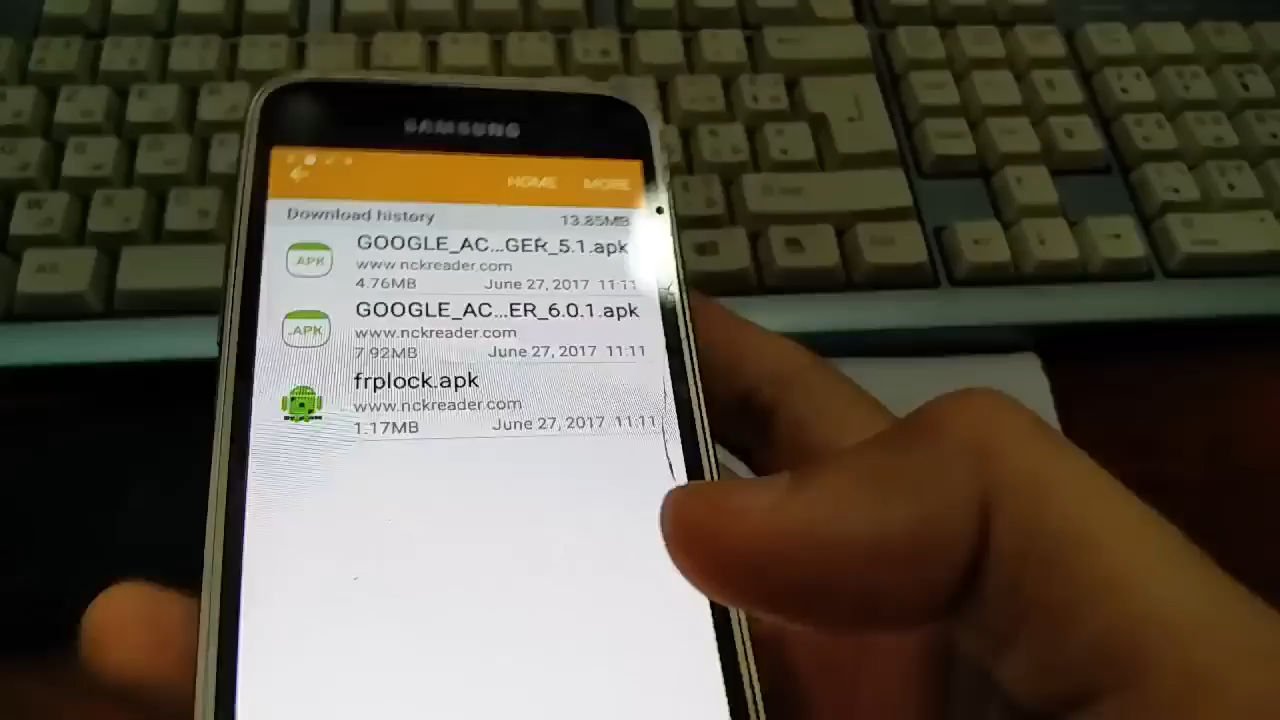 SAMSUNG
HOME MORE
Download history 13.85MB
GOOGLE_AC...GER_5.1.apk
www.nckreader.com
4.76MB June 27, 2017 11:11
GOOGLE_AC...ER_6.0.1.apk
www.nckreader.com
7.92MB June 27, 2017 11:11
frplock.apk
www.nckreader.com
1.17MB June 27, 2017 11:11
APK
APK